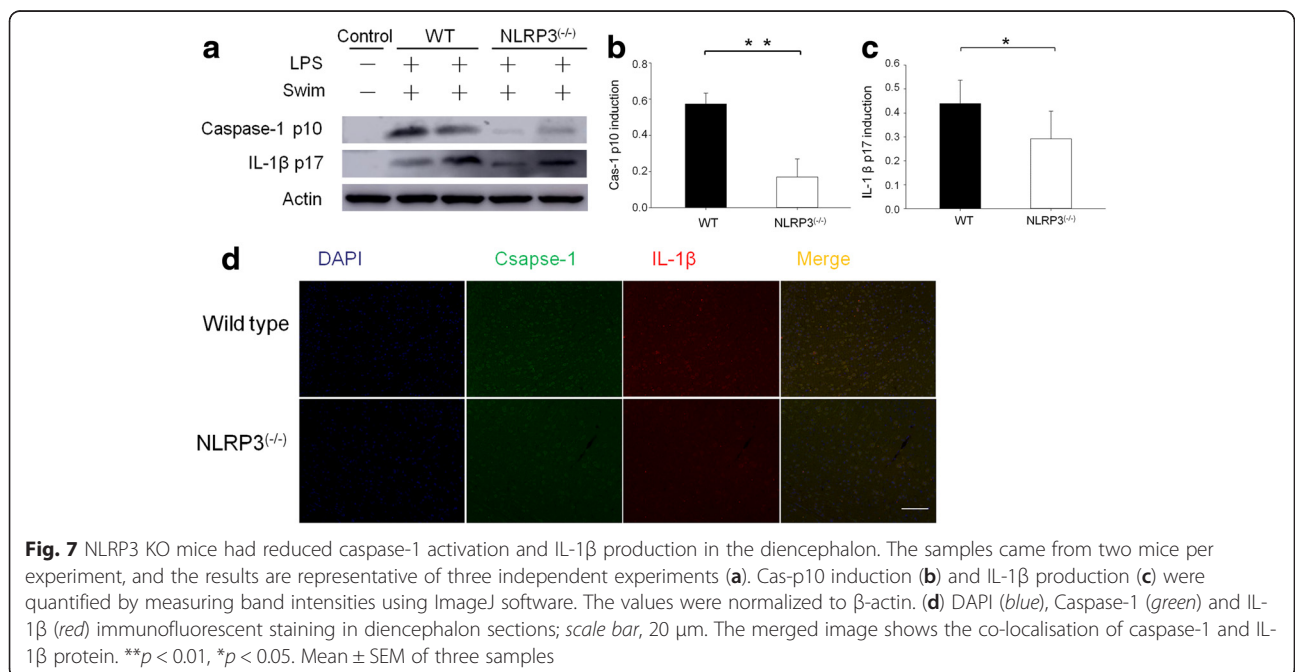 a
Control WT NLRP3(-/-)
LPS − + + + +
Swim − + + + +
Caspase-1 p10
IL-1β p17
Actin
b
* *
Cas-1 p10 induction
0.8
0.6
0.4
0.2
0.0
WT NLRP3(-/-)
c
*
IL-1 β p17 induction
0.6
0.5
0.4
0.3
0.2
0.1
0.0
WT NLRP3(-/-)
d
DAPI Csapse-1 IL-1β Merge
Wild type
NLRP3(-/-)
Fig. 7 NLRP3 KO mice had reduced caspase-1 activation and IL-1β production in the diencephalon. The samples came from two mice per
experiment, and the results are representative of three independent experiments (a). Cas-p10 induction (b) and IL-1β production (c) were
quantified by measuring band intensities using ImageJ software. The values were normalized to β-actin. (d) DAPI (blue), Caspase-1 (green) and IL-
1β (red) immunofluorescent staining in diencephalon sections; scale bar, 20 μm. The merged image shows the co-localisation of caspase-1 and IL-
1β protein. **p < 0.01, *p < 0.05. Mean ± SEM of three samples